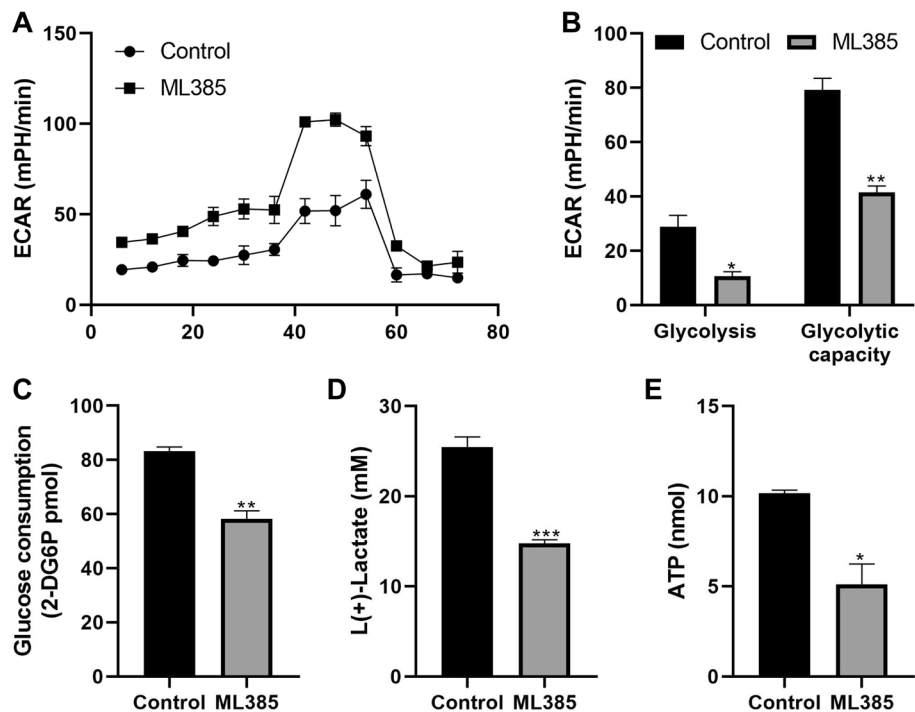 A
ECAR (mPH/min)
150
100
50
0
Control
ML385
0 20 40 60 80
B
ECAR (mPH/min)
100
80
60
40
20
0
Control ML385
*
**
Glycolysis Glycolytic
capacity
C
Glucose consumption
(2-DG6P pmol)
100
80
60
40
20
0
**
Control ML385
D
L(+)-Lactate (mM)
30
20
10
0
***
Control ML385
E
ATP (nmol)
15
10
5
0
*
Control ML385